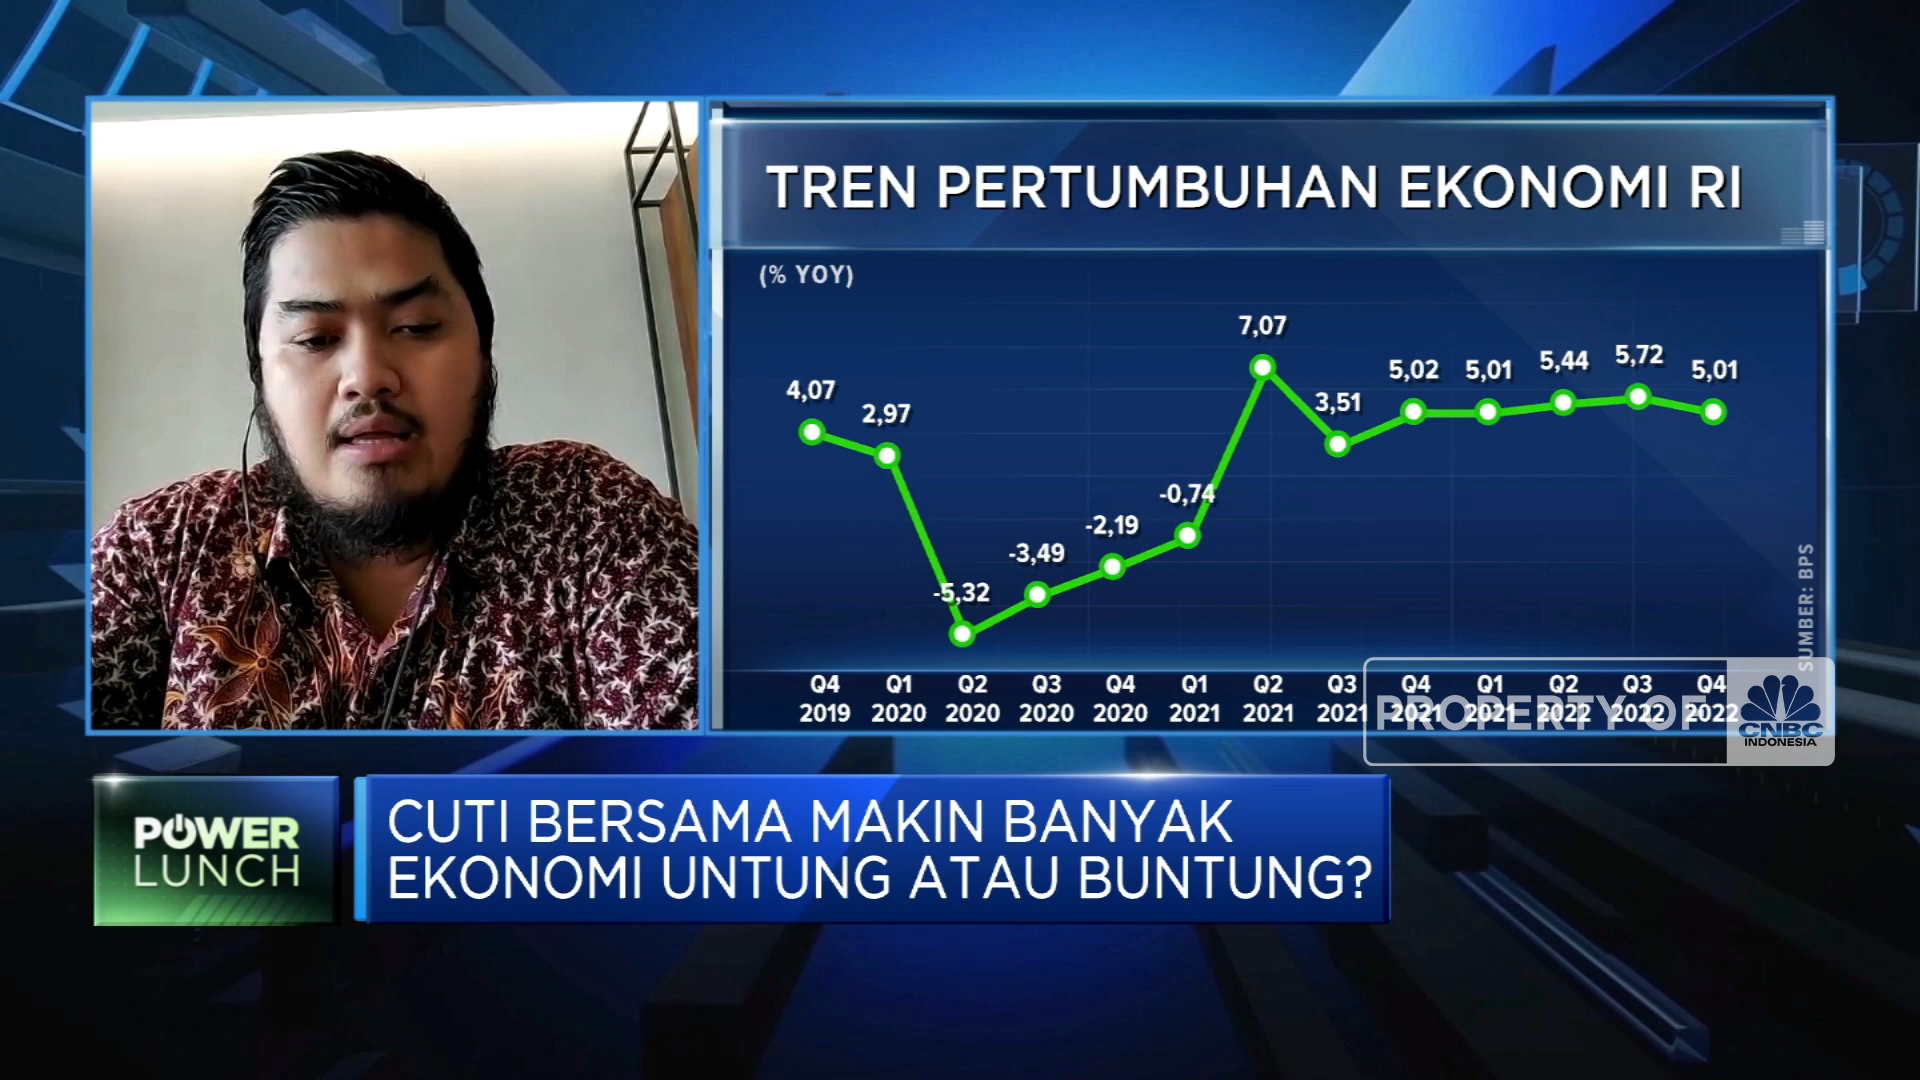 TREN PERTUMBUHAN EKONOMI RI
(% YOY)
4,07
2,97
-5,32
-3,49
-2,19
-0,74
7,07
3,51
5,02
5,01
5,44
5,72
5,01
SUMBER: BPS
Q4 Q1 Q2 Q3 Q4 Q1 Q2 Q3 Q4 Q1 Q2 Q3 Q4
2019 2020 2020 2020 2020 2021 2021 2021 2021 2021 2022 2022 2022
PROPERTY OF
CNBC
INDONESIA
POWER
LUNCH
CUTI BERSAMA MAKIN BANYAK
EKONOMI UNTUNG ATAU BUNTUNG?